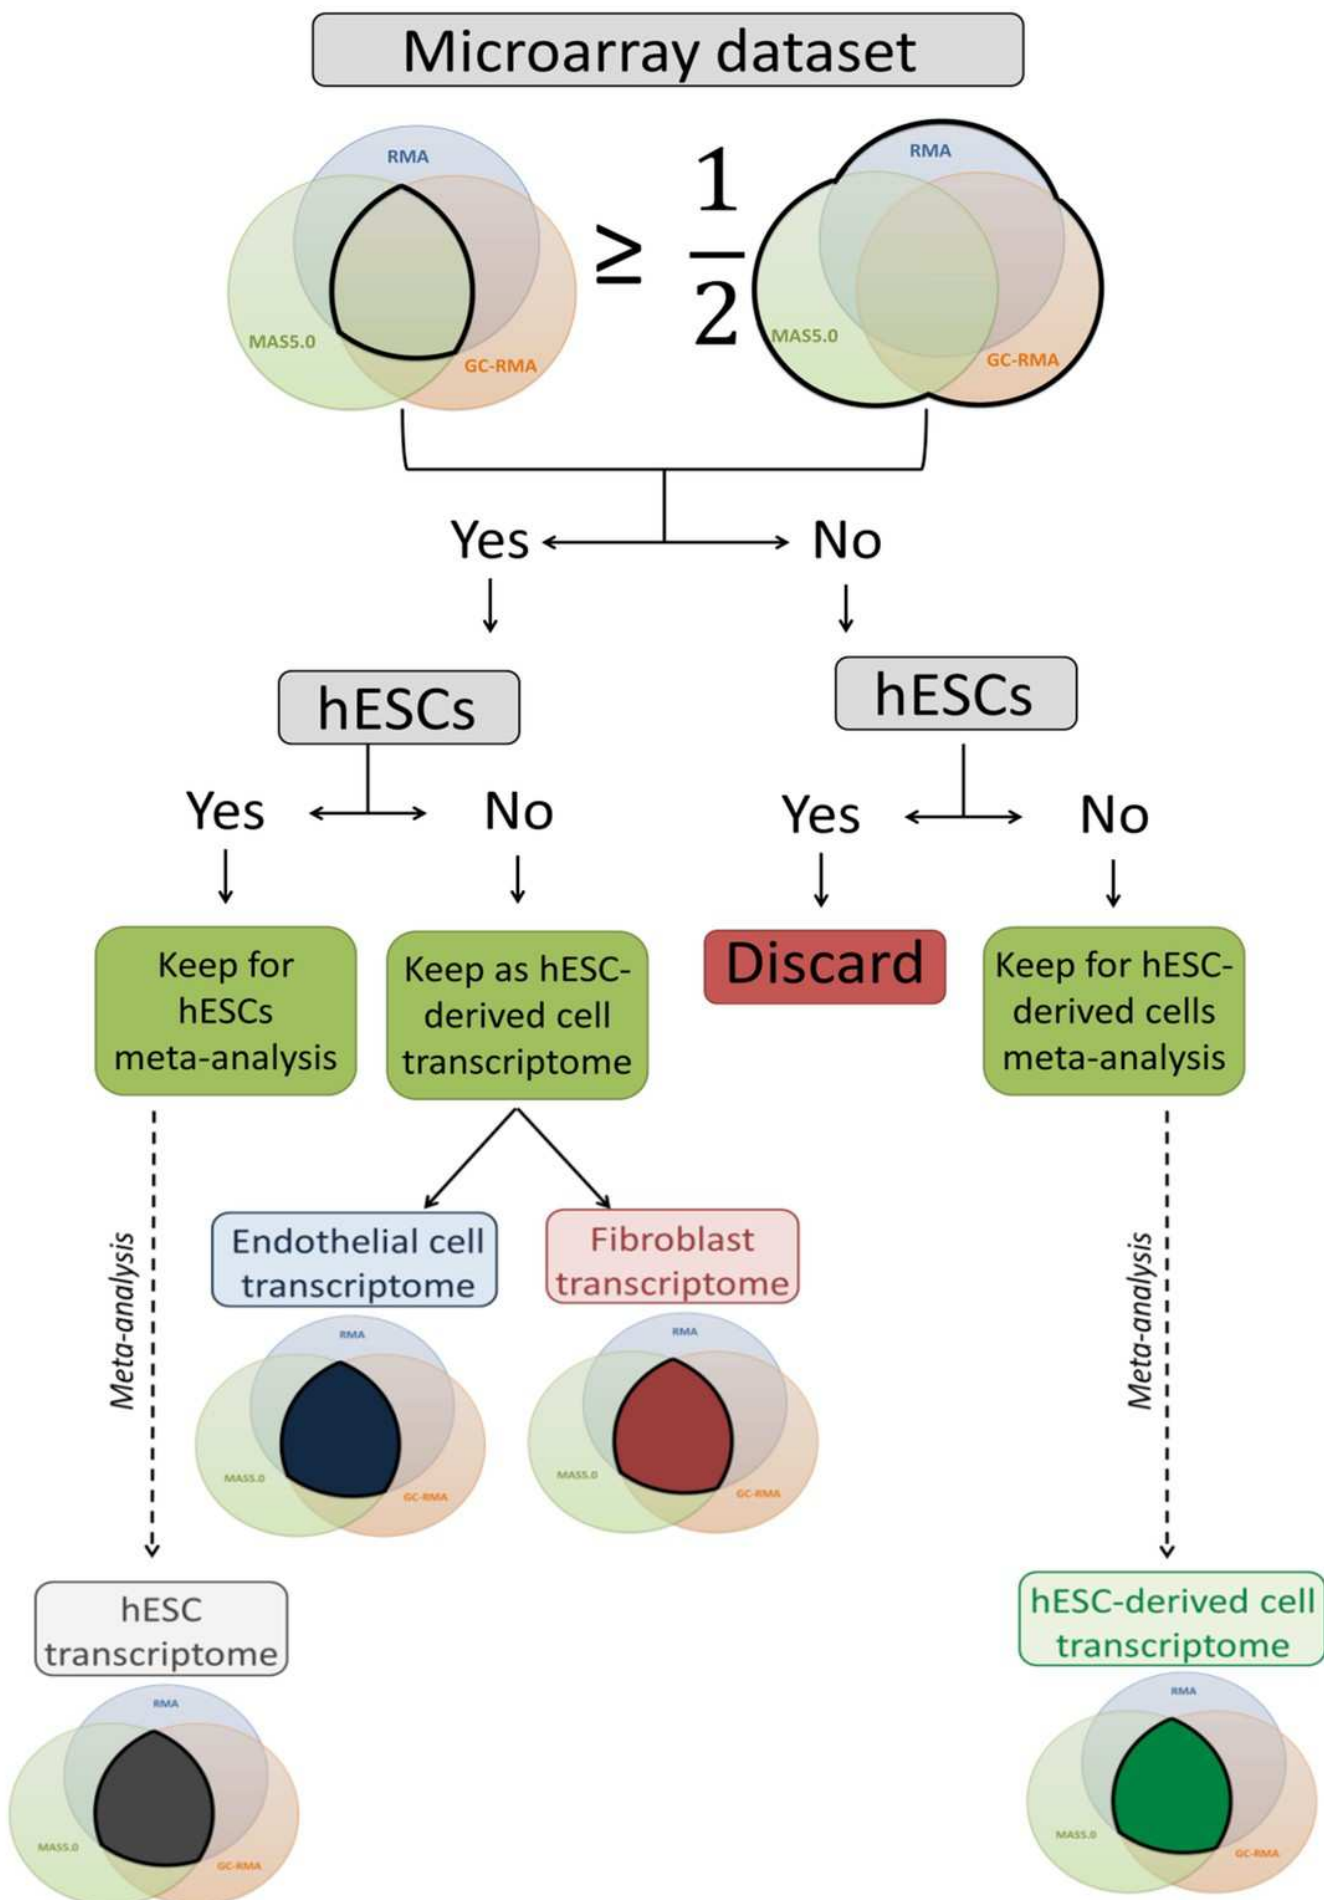 Microarray dataset
RMA
MAS5.0
GC-RMA
≥
1
2
RMA
MAS5.0
GC-RMA
Yes
No
hESCs
hESCs
Yes
No
Yes
No
Keep for
hESCs
meta-analysis
Keep as hESC-
derived cell
transcriptome
Discard
Keep for hESC-
derived cells
meta-analysis
Meta-analysis
Endothelial cell
transcriptome
Fibroblast
transcriptome
Meta-analysis
RMA
MAS5.0
GC-RMA
RMA
MAS5.0
GC-RMA
hESC
transcriptome
hESC-derived cell
transcriptome
RMA
MAS5.0
GC-RMA
RMA
MAS5.0
GC-RMA